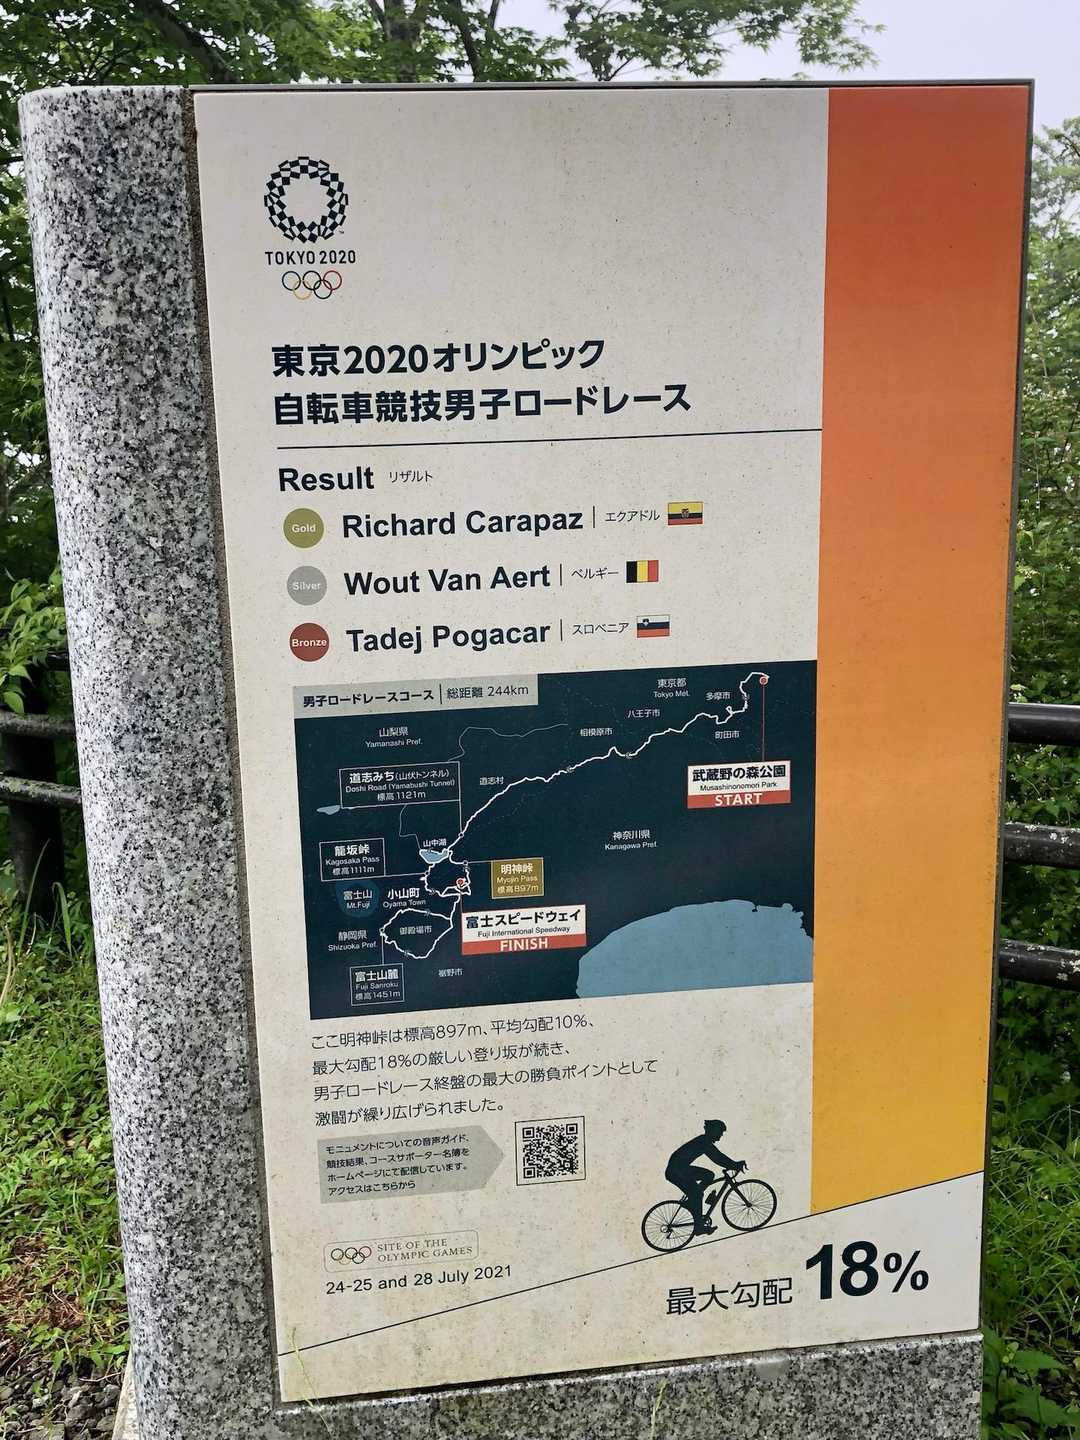 TOKYO 2020
東京2020オリンピック
自転車競技男子ロードレース
Result リザルト
Gold Richard Carapaz | エクアドル
Silver Wout Van Aert | ベルギー
Bronze Tadej Pogacar | スロベニア
男子ロードレースコース | 総距離 244km
東京都
Tokyo Met.
多摩市
八王子市
町田市
相模原市
山梨県
Yamanashi Pref.
道志みち(山伏トンネル)
Doshi Road (Yamabushi Tunnel)
標高1121m
道志村
武蔵野の森公園
Musashinonomori Park
START
神奈川県
Kanagawa Pref.
山中湖
籠坂峠
Kagosaka Pass
標高1111m
明神峠
Myojin Pass
標高897m
富士山
Mt.Fuji
小山町
Oyama Town
富士スピードウェイ
Fuji International Speedway
FINISH
御殿場市
静岡県
Shizuoka Pref.
富士山麓
Fuji Sanroku
標高1451m
裾野市
ここ明神峠は標高897m、平均勾配10%、
最大勾配18%の厳しい登り坂が続き、
男子ロードレース終盤の最大の勝負ポイントとして
激闘が繰り広げられました。
モニュメントについての音声ガイド、
競技結果、コースサポーター名簿を
ホームページにて配信しています。
アクセスはこちらから
SITE OF THE
OLYMPIC GAMES
24-25 and 28 July 2021
最大勾配 18%